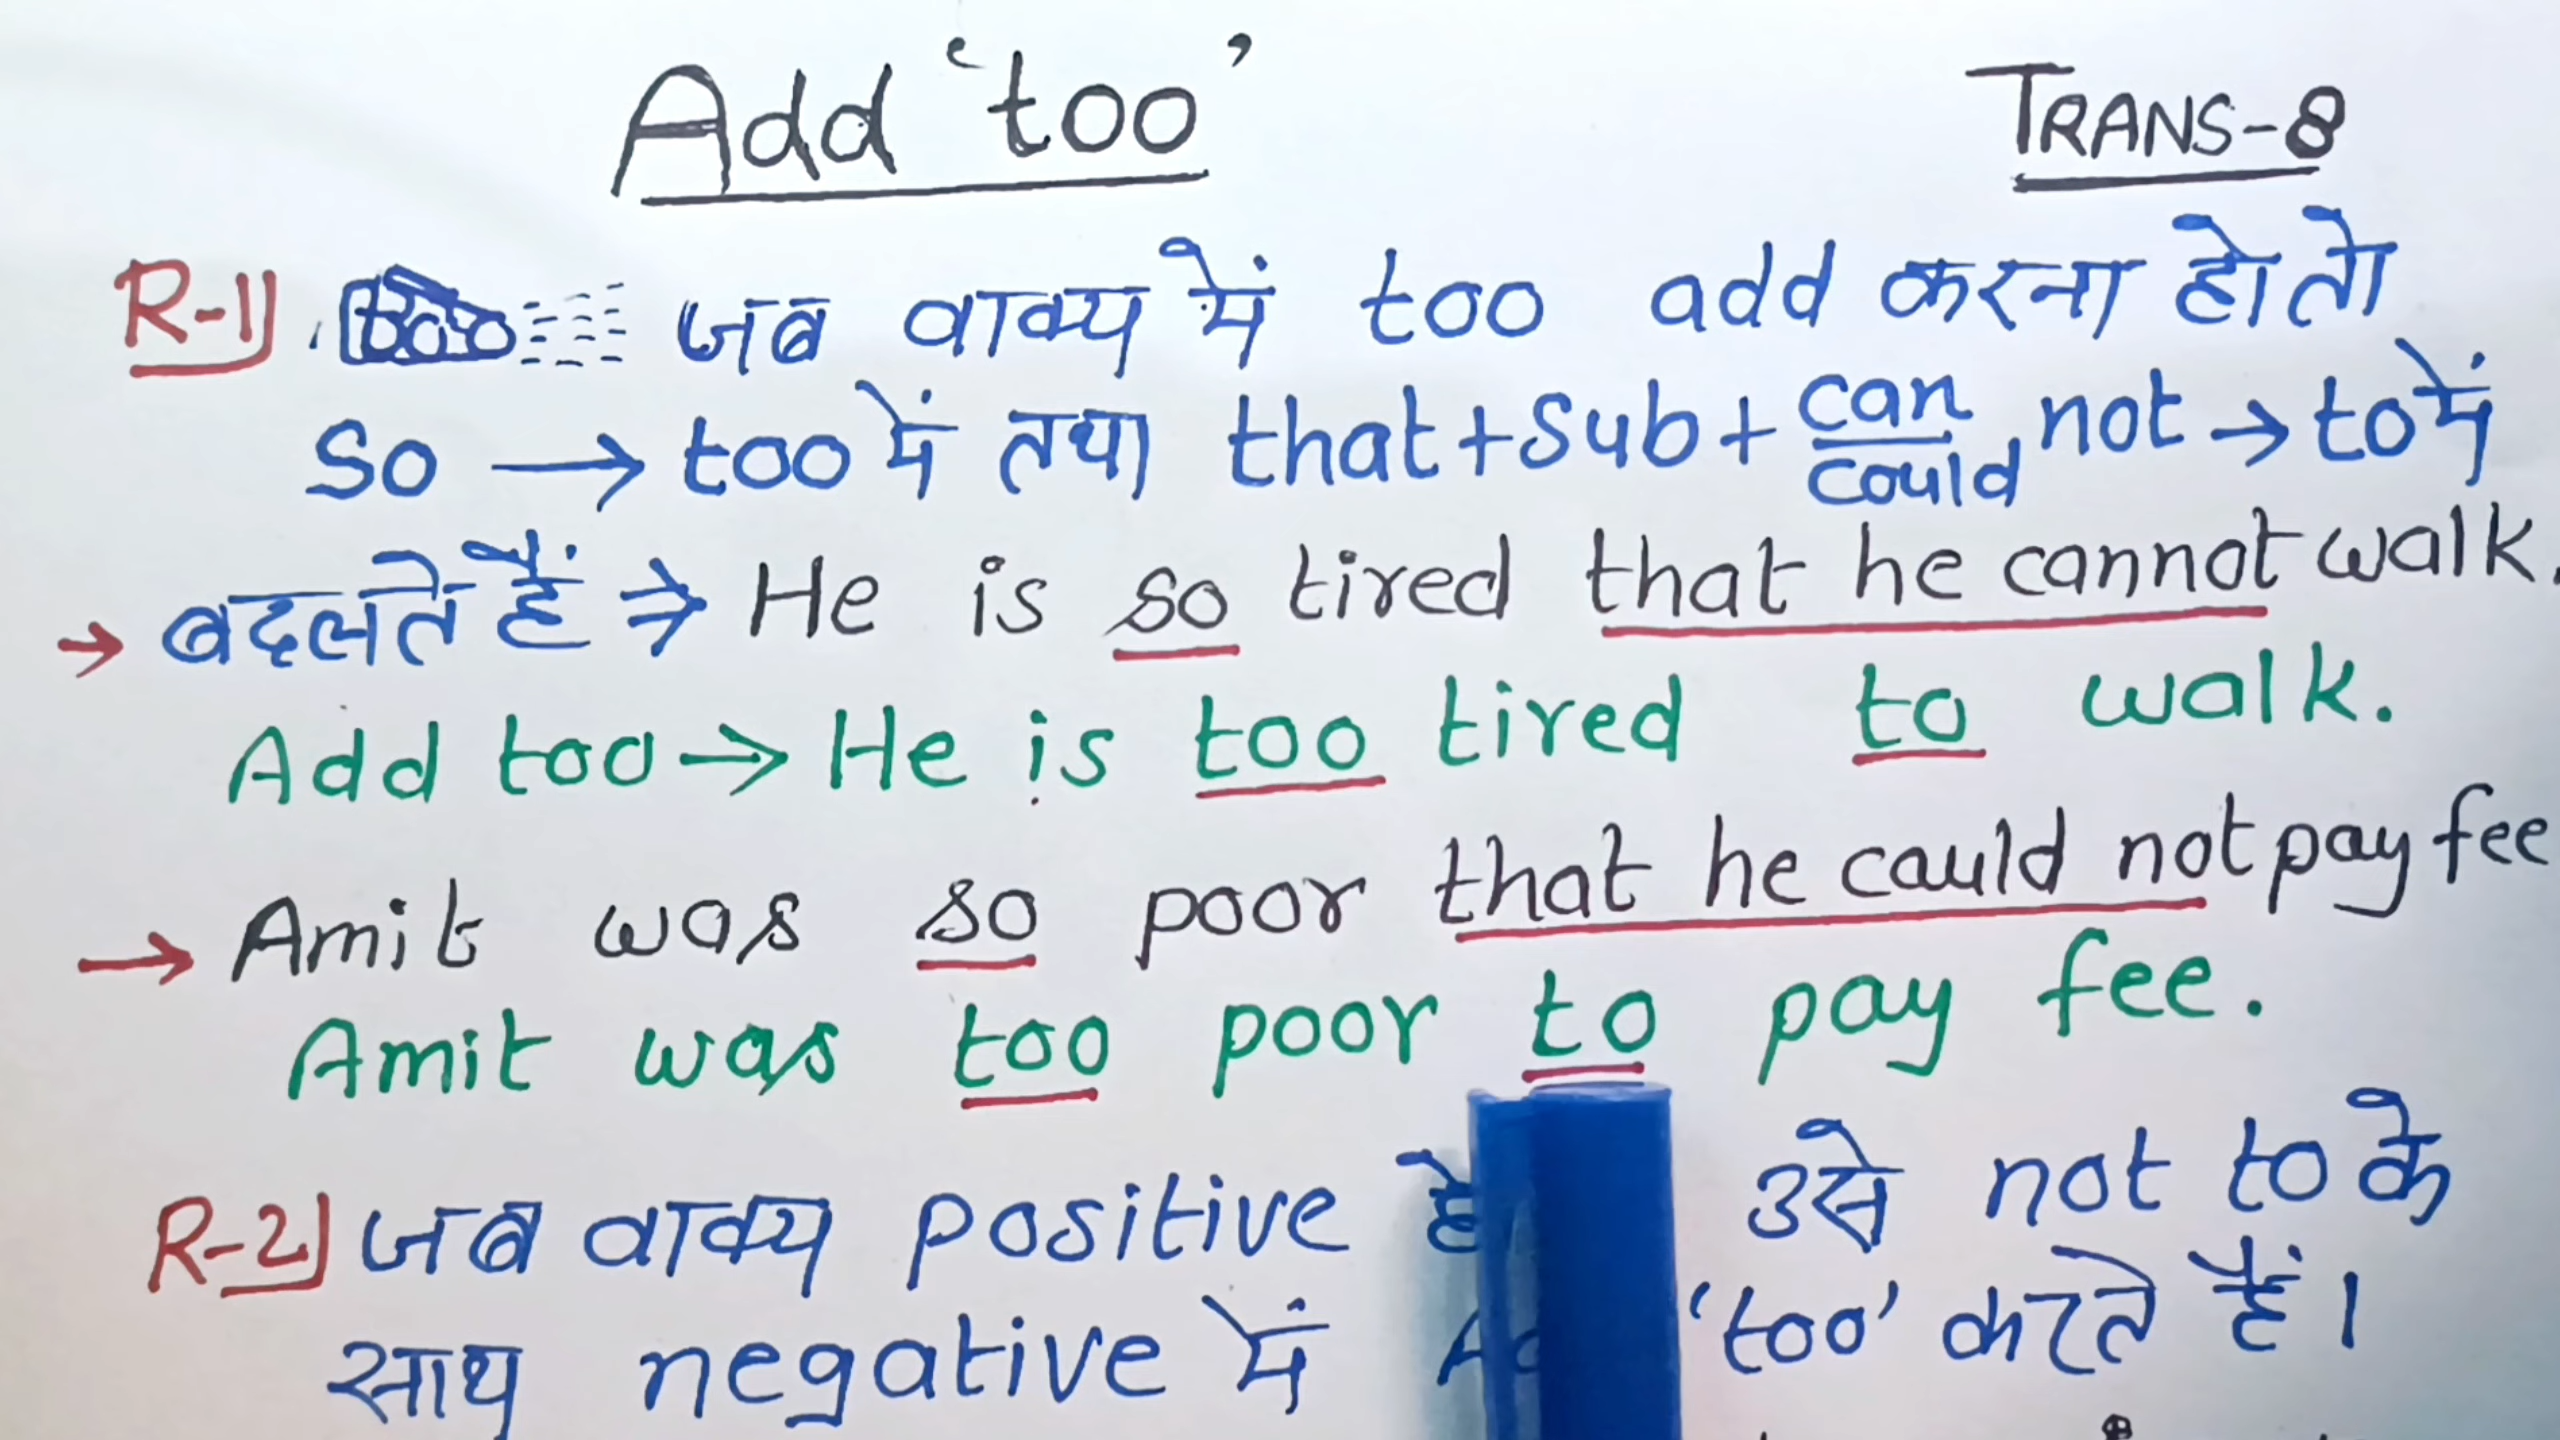 Add 'too'
TRANS-8
R-1) जब वाक्य में too add करना हो तो
So → too में तथा that+Sub+ can/could not → to में
→ बदलते हैं → He is so tired that he cannot walk.
Add too → He is too tired to walk.
→ Amit was so poor that he could not pay fee
Amit was too poor to pay fee.
R-2) जब वाक्य positive उसे not to के
साथ negative में 'too' करते हैं।